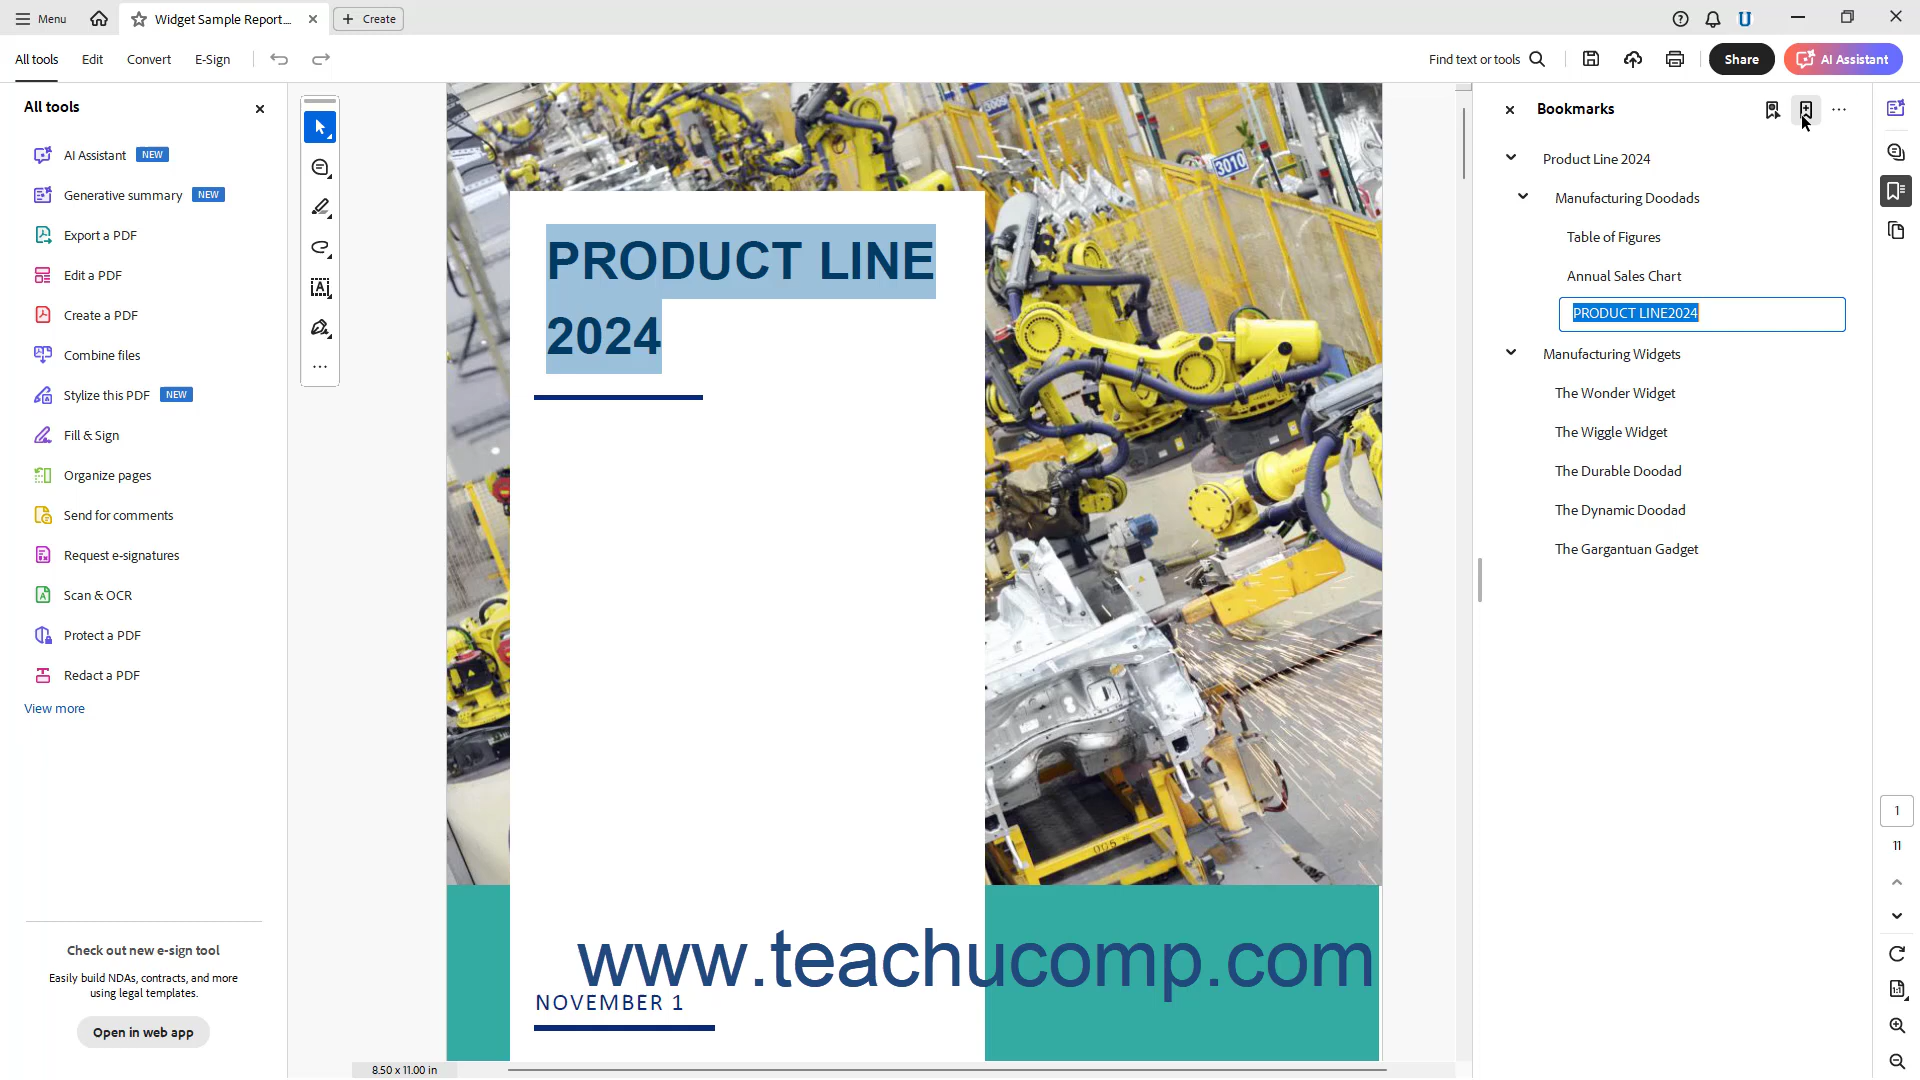 Menu
Widget Sample Report...
Create
All tools
Edit
Convert
E-Sign
Find text or tools
Share
AI Assistant
All tools
AI Assistant NEW
Generative summary NEW
Export a PDF
Edit a PDF
Create a PDF
Combine files
Stylize this PDF NEW
Fill & Sign
Organize pages
Send for comments
Request e-signatures
Scan & OCR
Protect a PDF
Redact a PDF
View more
Check out new e-sign tool
Easily build NDAs, contracts, and more
using legal templates.
Open in web app
3005
3010
PRODUCT LINE
2024
005
www.teachucomp.com
NOVEMBER 1
8.50 x 11.00 in
Bookmarks
Product Line 2024
Manufacturing Doodads
Table of Figures
Annual Sales Chart
PRODUCT LINE2024
Manufacturing Widgets
The Wonder Widget
The Wiggle Widget
The Durable Doodad
The Dynamic Doodad
The Gargantuan Gadget
1
11